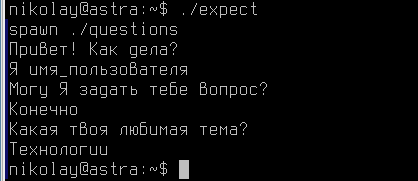 nikolay@astra:~$ ./expect
spawn ./questions
Привет! Как дела?
Я имя_пользователя
Могу Я задать тебе Вопрос?
Конечно
Какая твоя любимая тема?
Технологии
nikolay@astra:~$